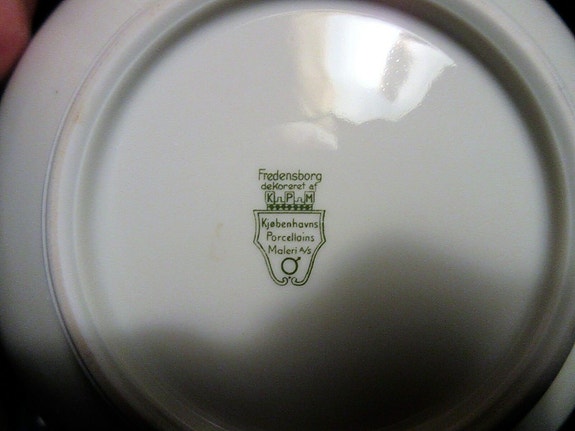 Fredensborg
dekoreret af
K P M
Kjøbenhavns
Porcellains
Maleri A/S